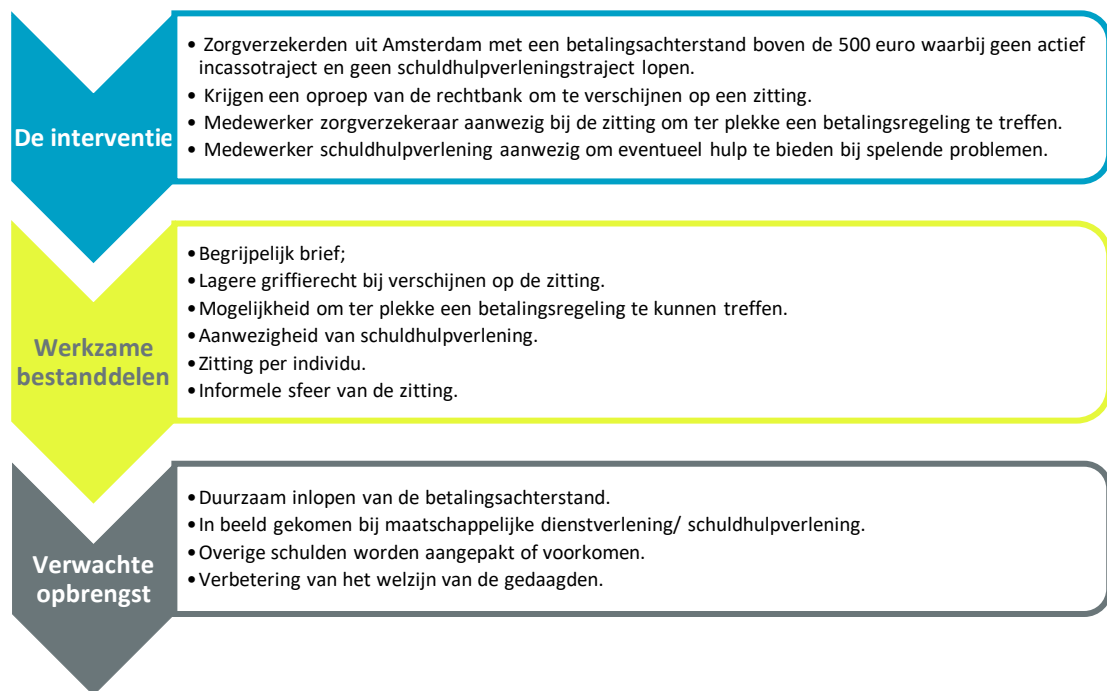 De interventie
• Zorgverzekerden uit Amsterdam met een betalingsachterstand boven de 500 euro waarbij geen actief
incassotraject en geen schuldhulpverleningstraject lopen.
• Krijgen een oproep van de rechtbank om te verschijnen op een zitting.
• Medewerker zorgverzekeraar aanwezig bij de zitting om ter plekke een betalingsregeling te treffen.
• Medewerker schuldhulpverlening aanwezig om eventueel hulp te bieden bij spelende problemen.
Werkzame
bestanddelen
• Begrijpelijk brief;
• Lagere griffierecht bij verschijnen op de zitting.
• Mogelijkheid om ter plekke een betalingsregeling te kunnen treffen.
• Aanwezigheid van schuldhulpverlening.
• Zitting per individu.
• Informele sfeer van de zitting.
Verwachte
opbrengst
• Duurzaam inlopen van de betalingsachterstand.
• In beeld gekomen bij maatschappelijke dienstverlening/ schuldhulpverlening.
• Overige schulden worden aangepakt of voorkomen.
• Verbetering van het welzijn van de gedaagden.